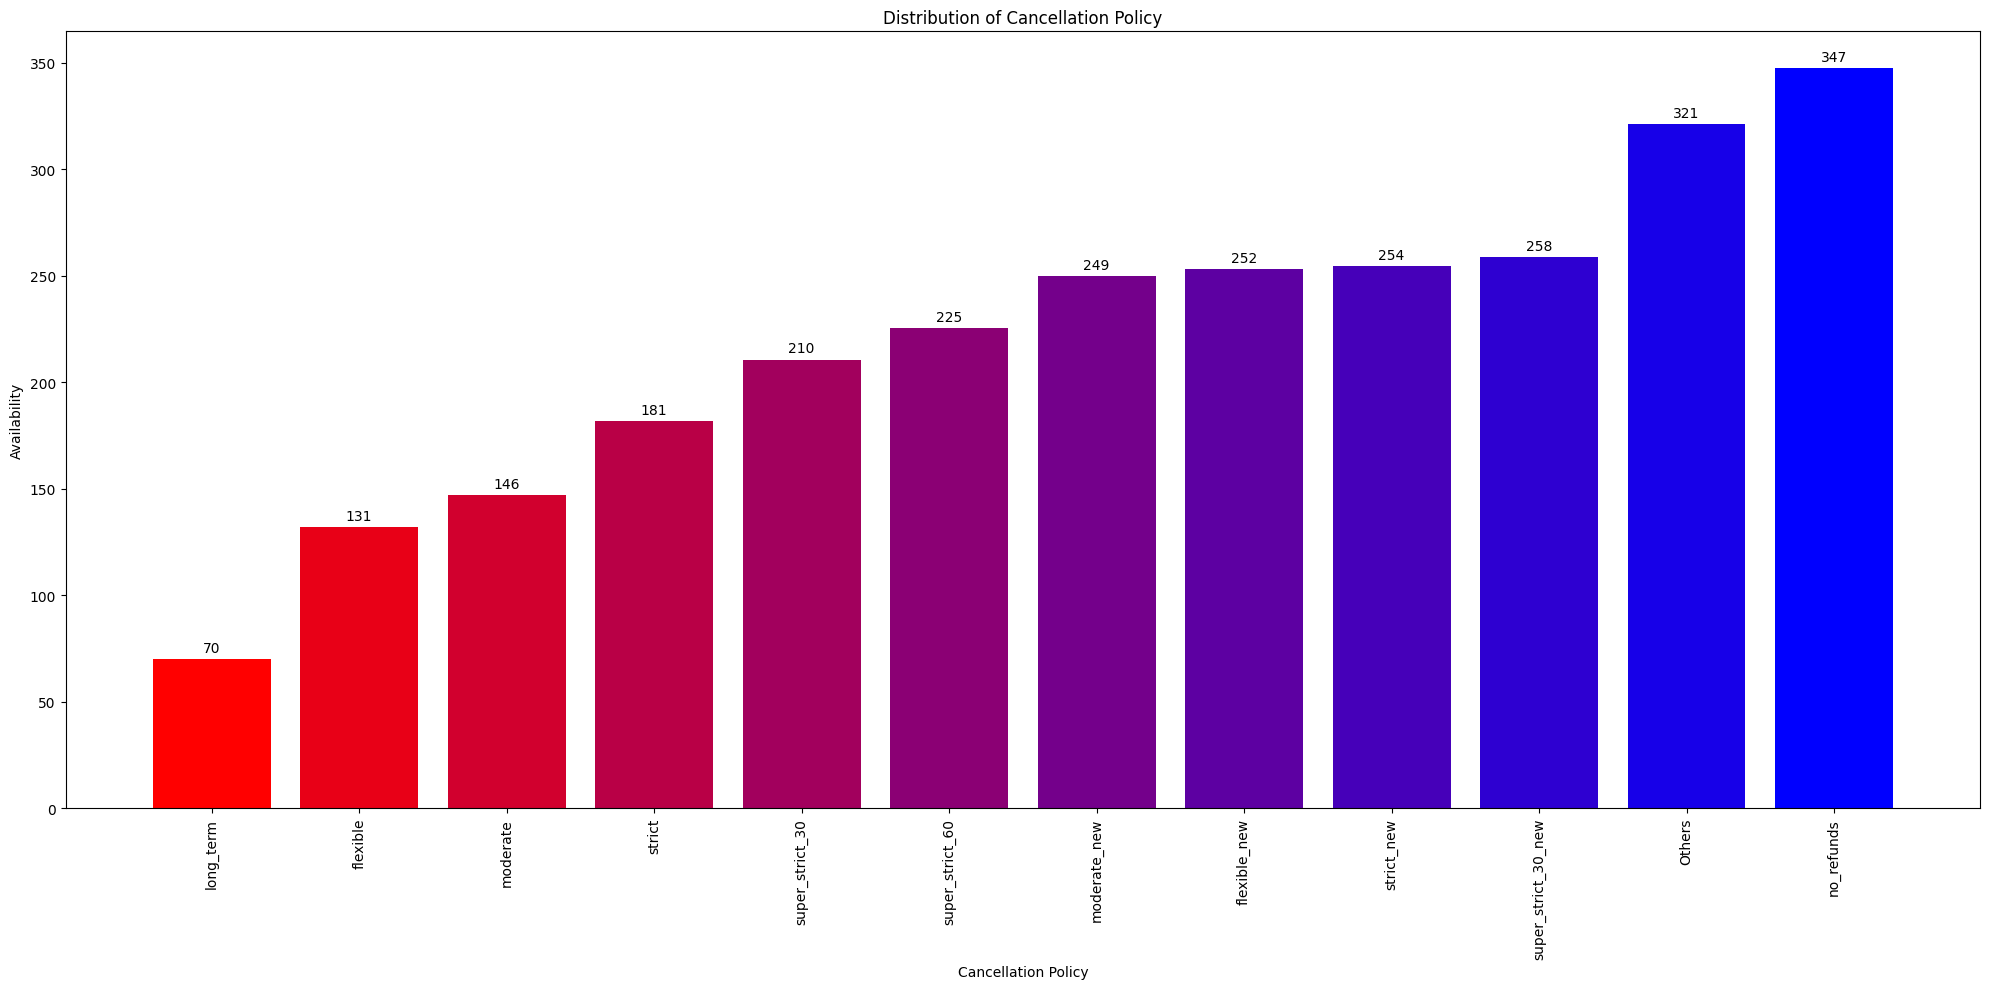 Distribution of Cancellation Policy
Availability
350
300
250
200
150
100
50
0
70
131
146
181
210
225
249
252
254
258
321
347
long_term
flexible
moderate
strict
super_strict_30
super_strict_60
moderate_new
flexible_new
strict_new
super_strict_30_new
Others
no_refunds
Cancellation Policy